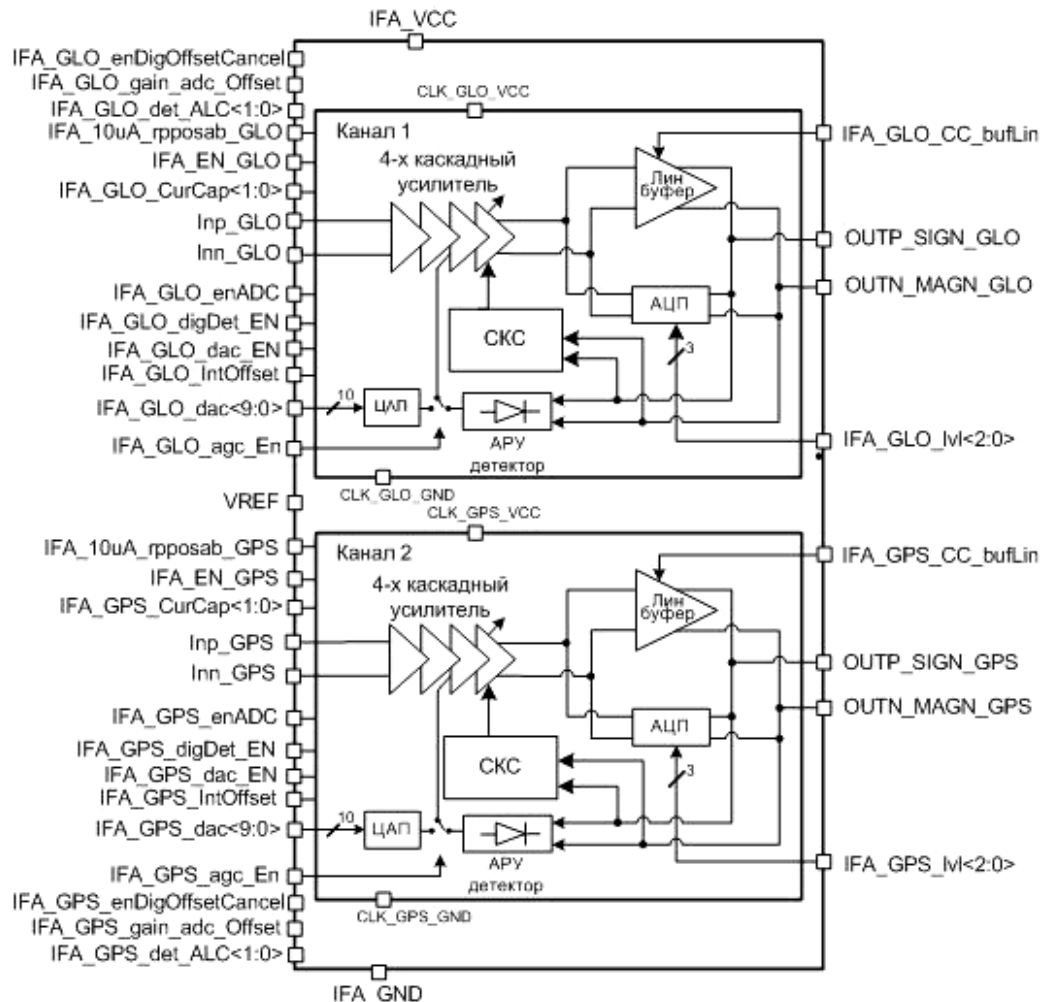 IFA_VCC
IFA_GLO_enDigOffsetCancel
IFA_GLO_gain_adc_Offset
IFA_GLO_det_ALC<1:0>
IFA_10uA_rpposab_GLO
IFA_EN_GLO
IFA_GLO_CurCap<1:0>
Inp_GLO
Inn_GLO
IFA_GLO_enADC
IFA_GLO_digDet_EN
IFA_GLO_dac_EN
IFA_GLO_IntOffset
IFA_GLO_dac<9:0>
IFA_GLO_agc_En
CLK_GLO_VCC
Канал 1
4-х каскадный
усилитель
Лин
буфер
АЦП
3
СКС
10
ЦАП
АРУ
детектор
CLK_GLO_GND
IFA_GLO_CC_bufLin
OUTP_SIGN_GLO
OUTN_MAGN_GLO
IFA_GLO_lvl<2:0>
VREF
CLK_GPS_VCC
IFA_10uA_rpposab_GPS
IFA_EN_GPS
IFA_GPS_CurCap<1:0>
Inp_GPS
Inn_GPS
IFA_GPS_enADC
IFA_GPS_digDet_EN
IFA_GPS_dac_EN
IFA_GPS_IntOffset
IFA_GPS_dac<9:0>
IFA_GPS_agc_En
IFA_GPS_enDigOffsetCancel
IFA_GPS_gain_adc_Offset
IFA_GPS_det_ALC<1:0>
Канал 2
4-х каскадный
усилитель
Лин
буфер
АЦП
3
СКС
10
ЦАП
АРУ
детектор
CLK_GPS_GND
IFA_GPS_CC_bufLin
OUTP_SIGN_GPS
OUTN_MAGN_GPS
IFA_GPS_lvl<2:0>
IFA_GND